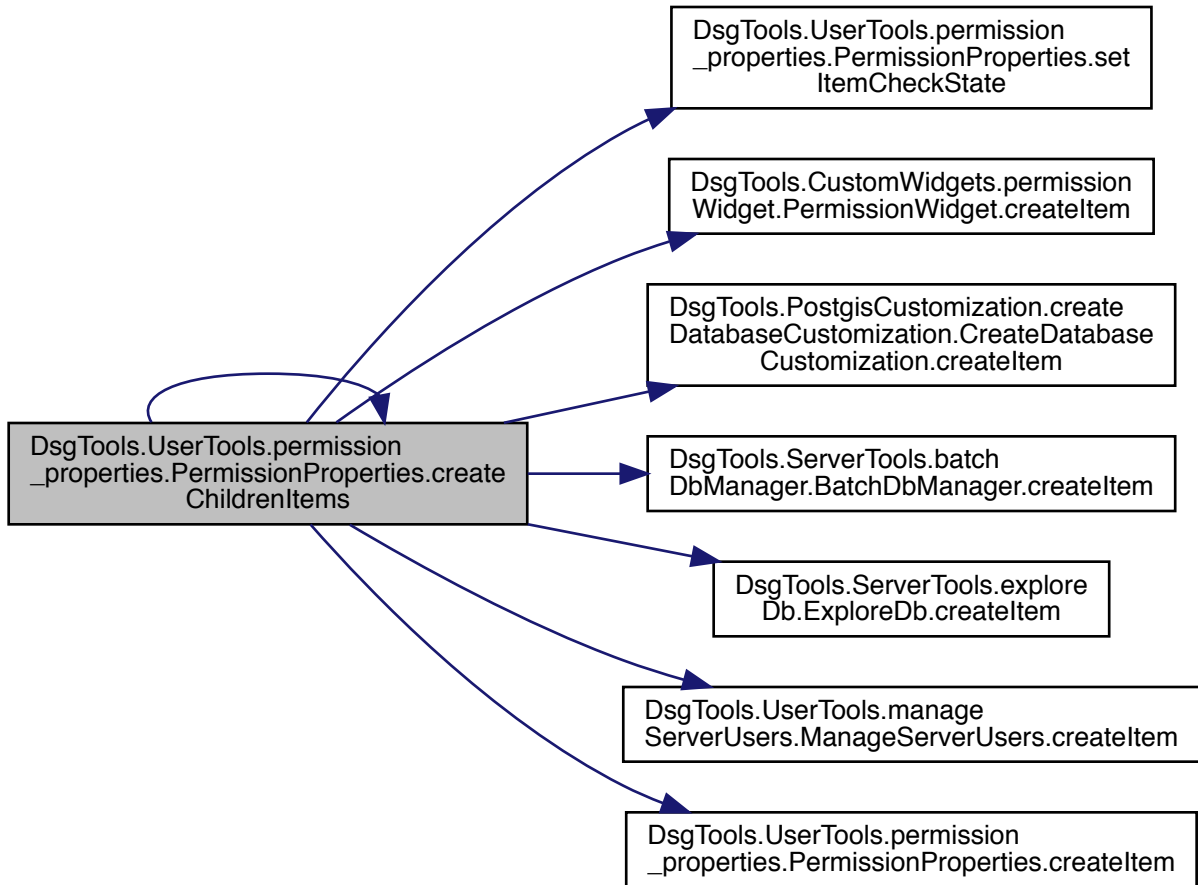 DsgTools.UserTools.permission
_properties.PermissionProperties.set
ItemCheckState
DsgTools.CustomWidgets.permission
Widget.PermissionWidget.createItem
DsgTools.PostgisCustomization.create
DatabaseCustomization.CreateDatabase
Customization.createItem
DsgTools.UserTools.permission
_properties.PermissionProperties.create
ChildrenItems
DsgTools.ServerTools.batch
DbManager.BatchDbManager.createItem
DsgTools.ServerTools.explore
Db.ExploreDb.createItem
DsgTools.UserTools.manage
ServerUsers.ManageServerUsers.createItem
DsgTools.UserTools.permission
_properties.PermissionProperties.createItem